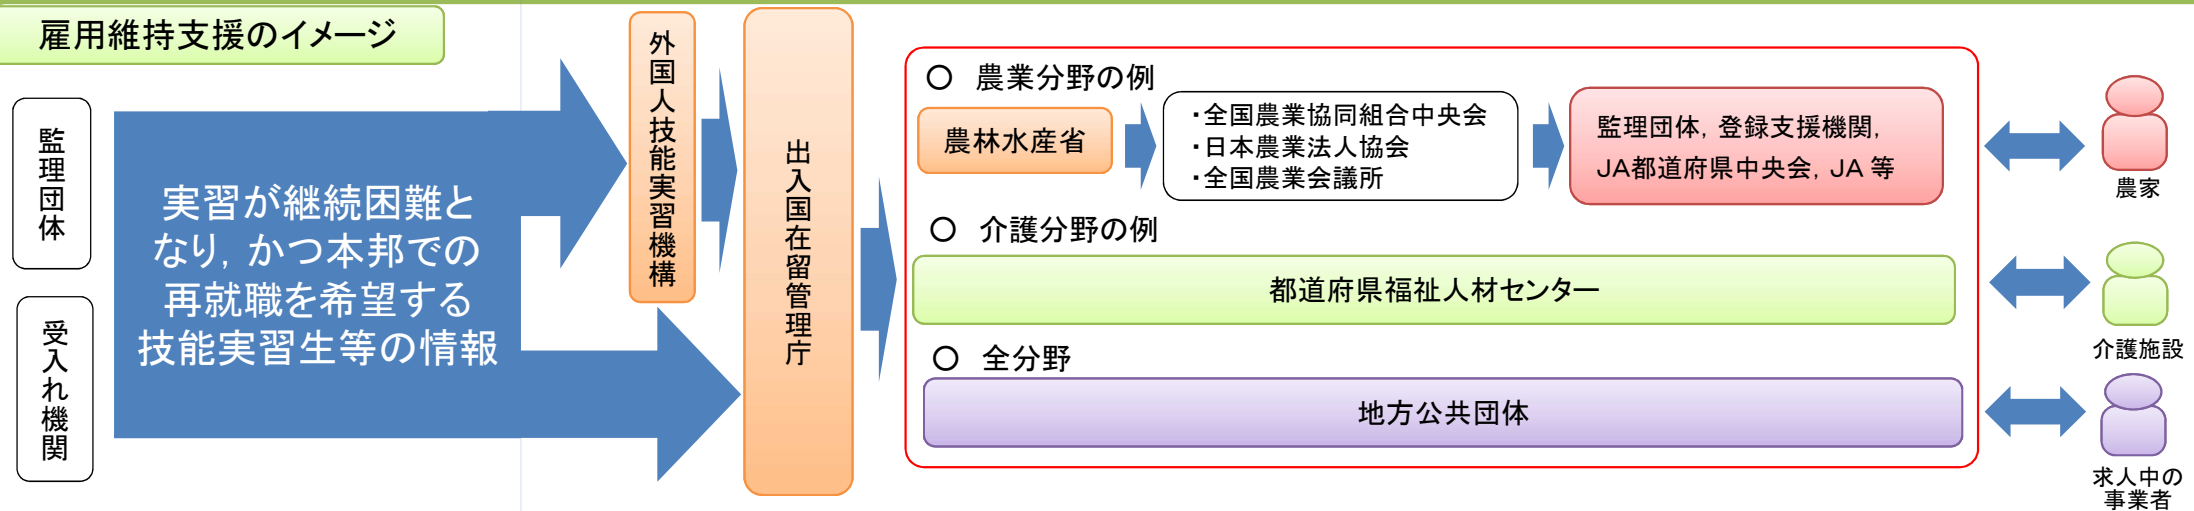 雇用維持支援のイメージ
監理団体
受入れ機関
実習が継続困難と
なり，かつ本邦での
再就職を希望する
技能実習生等の情報
外国人技能実習機構
出入国在留管理庁
○　農業分野の例
農林水産省
・全国農業協同組合中央会
・日本農業法人協会
・全国農業会議所
監理団体，登録支援機関，
JA都道府県中央会，JA 等
農家
○　介護分野の例
都道府県福祉人材センター
介護施設
○　全分野
地方公共団体
求人中の
事業者